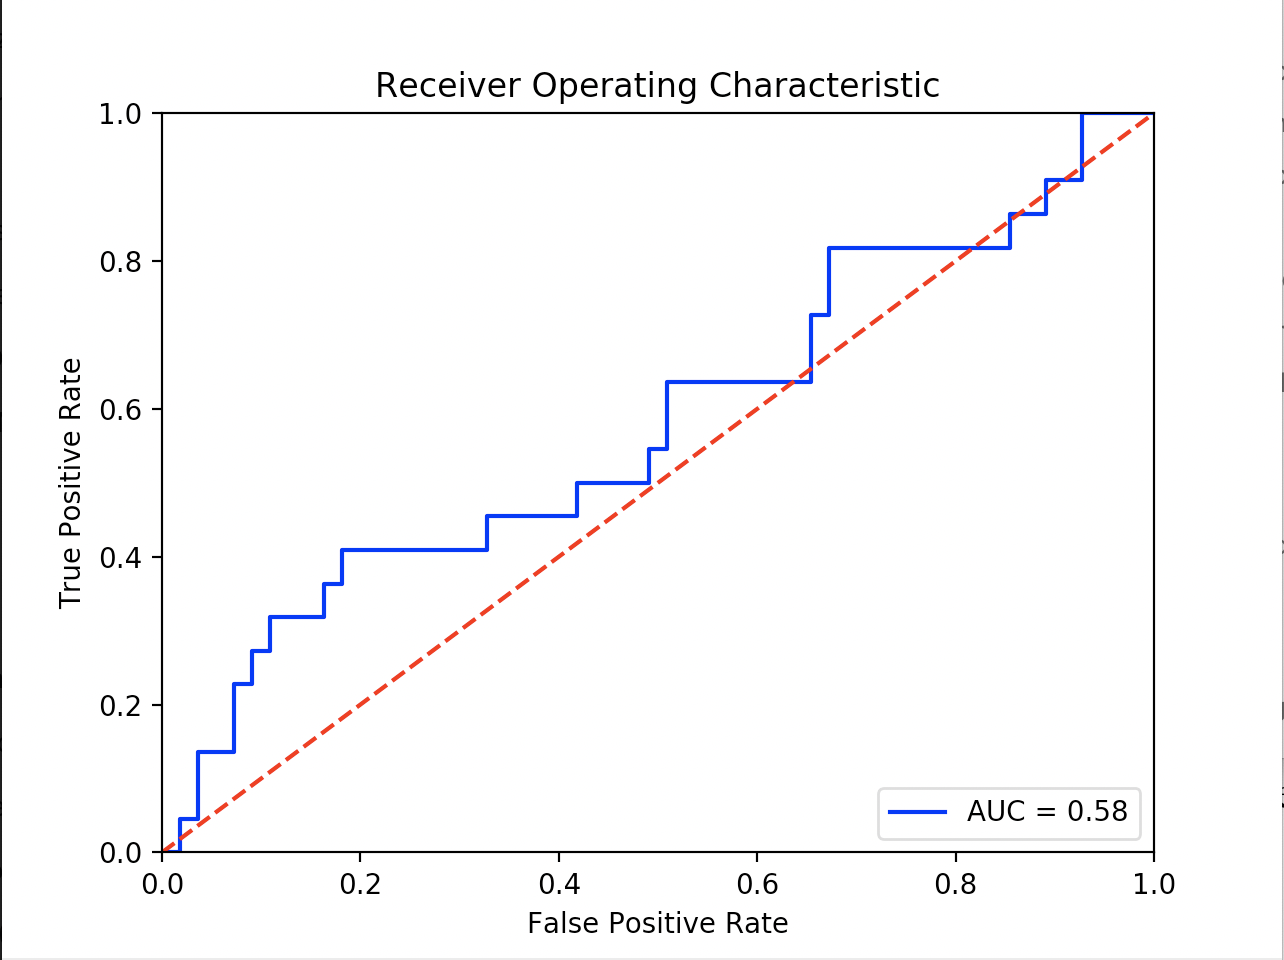 Receiver Operating Characteristic
1.0
0.8
0.6
0.4
0.2
0.0
True Positive Rate
AUC = 0.58
0.0 0.2 0.4 0.6 0.8 1.0
False Positive Rate